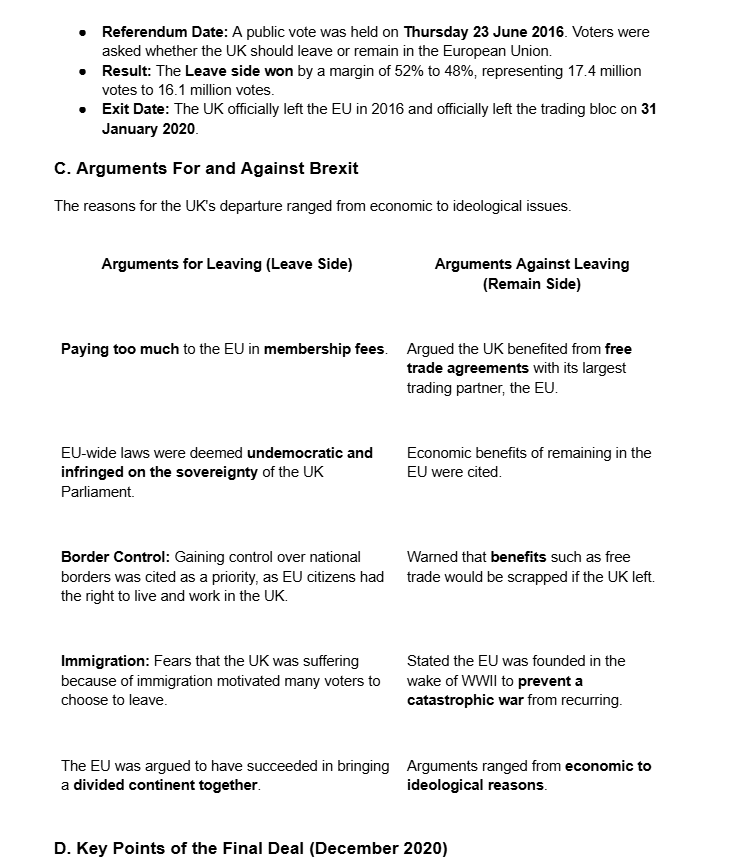 ● Referendum Date: A public vote was held on Thursday 23 June 2016. Voters were
asked whether the UK should leave or remain in the European Union.
● Result: The Leave side won by a margin of 52% to 48%, representing 17.4 million
votes to 16.1 million votes.
● Exit Date: The UK officially left the EU in 2016 and officially left the trading bloc on 31
January 2020.
C. Arguments For and Against Brexit
The reasons for the UK's departure ranged from economic to ideological issues.
Arguments for Leaving (Leave Side)
Arguments Against Leaving
(Remain Side)
Paying too much to the EU in membership fees.
Argued the UK benefited from free
trade agreements with its largest
trading partner, the EU.
EU-wide laws were deemed undemocratic and
infringed on the sovereignty of the UK
Parliament.
Economic benefits of remaining in the
EU were cited.
Border Control: Gaining control over national
borders was cited as a priority, as EU citizens had
the right to live and work in the UK.
Warned that benefits such as free
trade would be scrapped if the UK left.
Immigration: Fears that the UK was suffering
because of immigration motivated many voters to
choose to leave.
Stated the EU was founded in the
wake of WWII to prevent a
catastrophic war from recurring.
The EU was argued to have succeeded in bringing
a divided continent together.
Arguments ranged from economic to
ideological reasons.
D. Key Points of the Final Deal (December 2020)